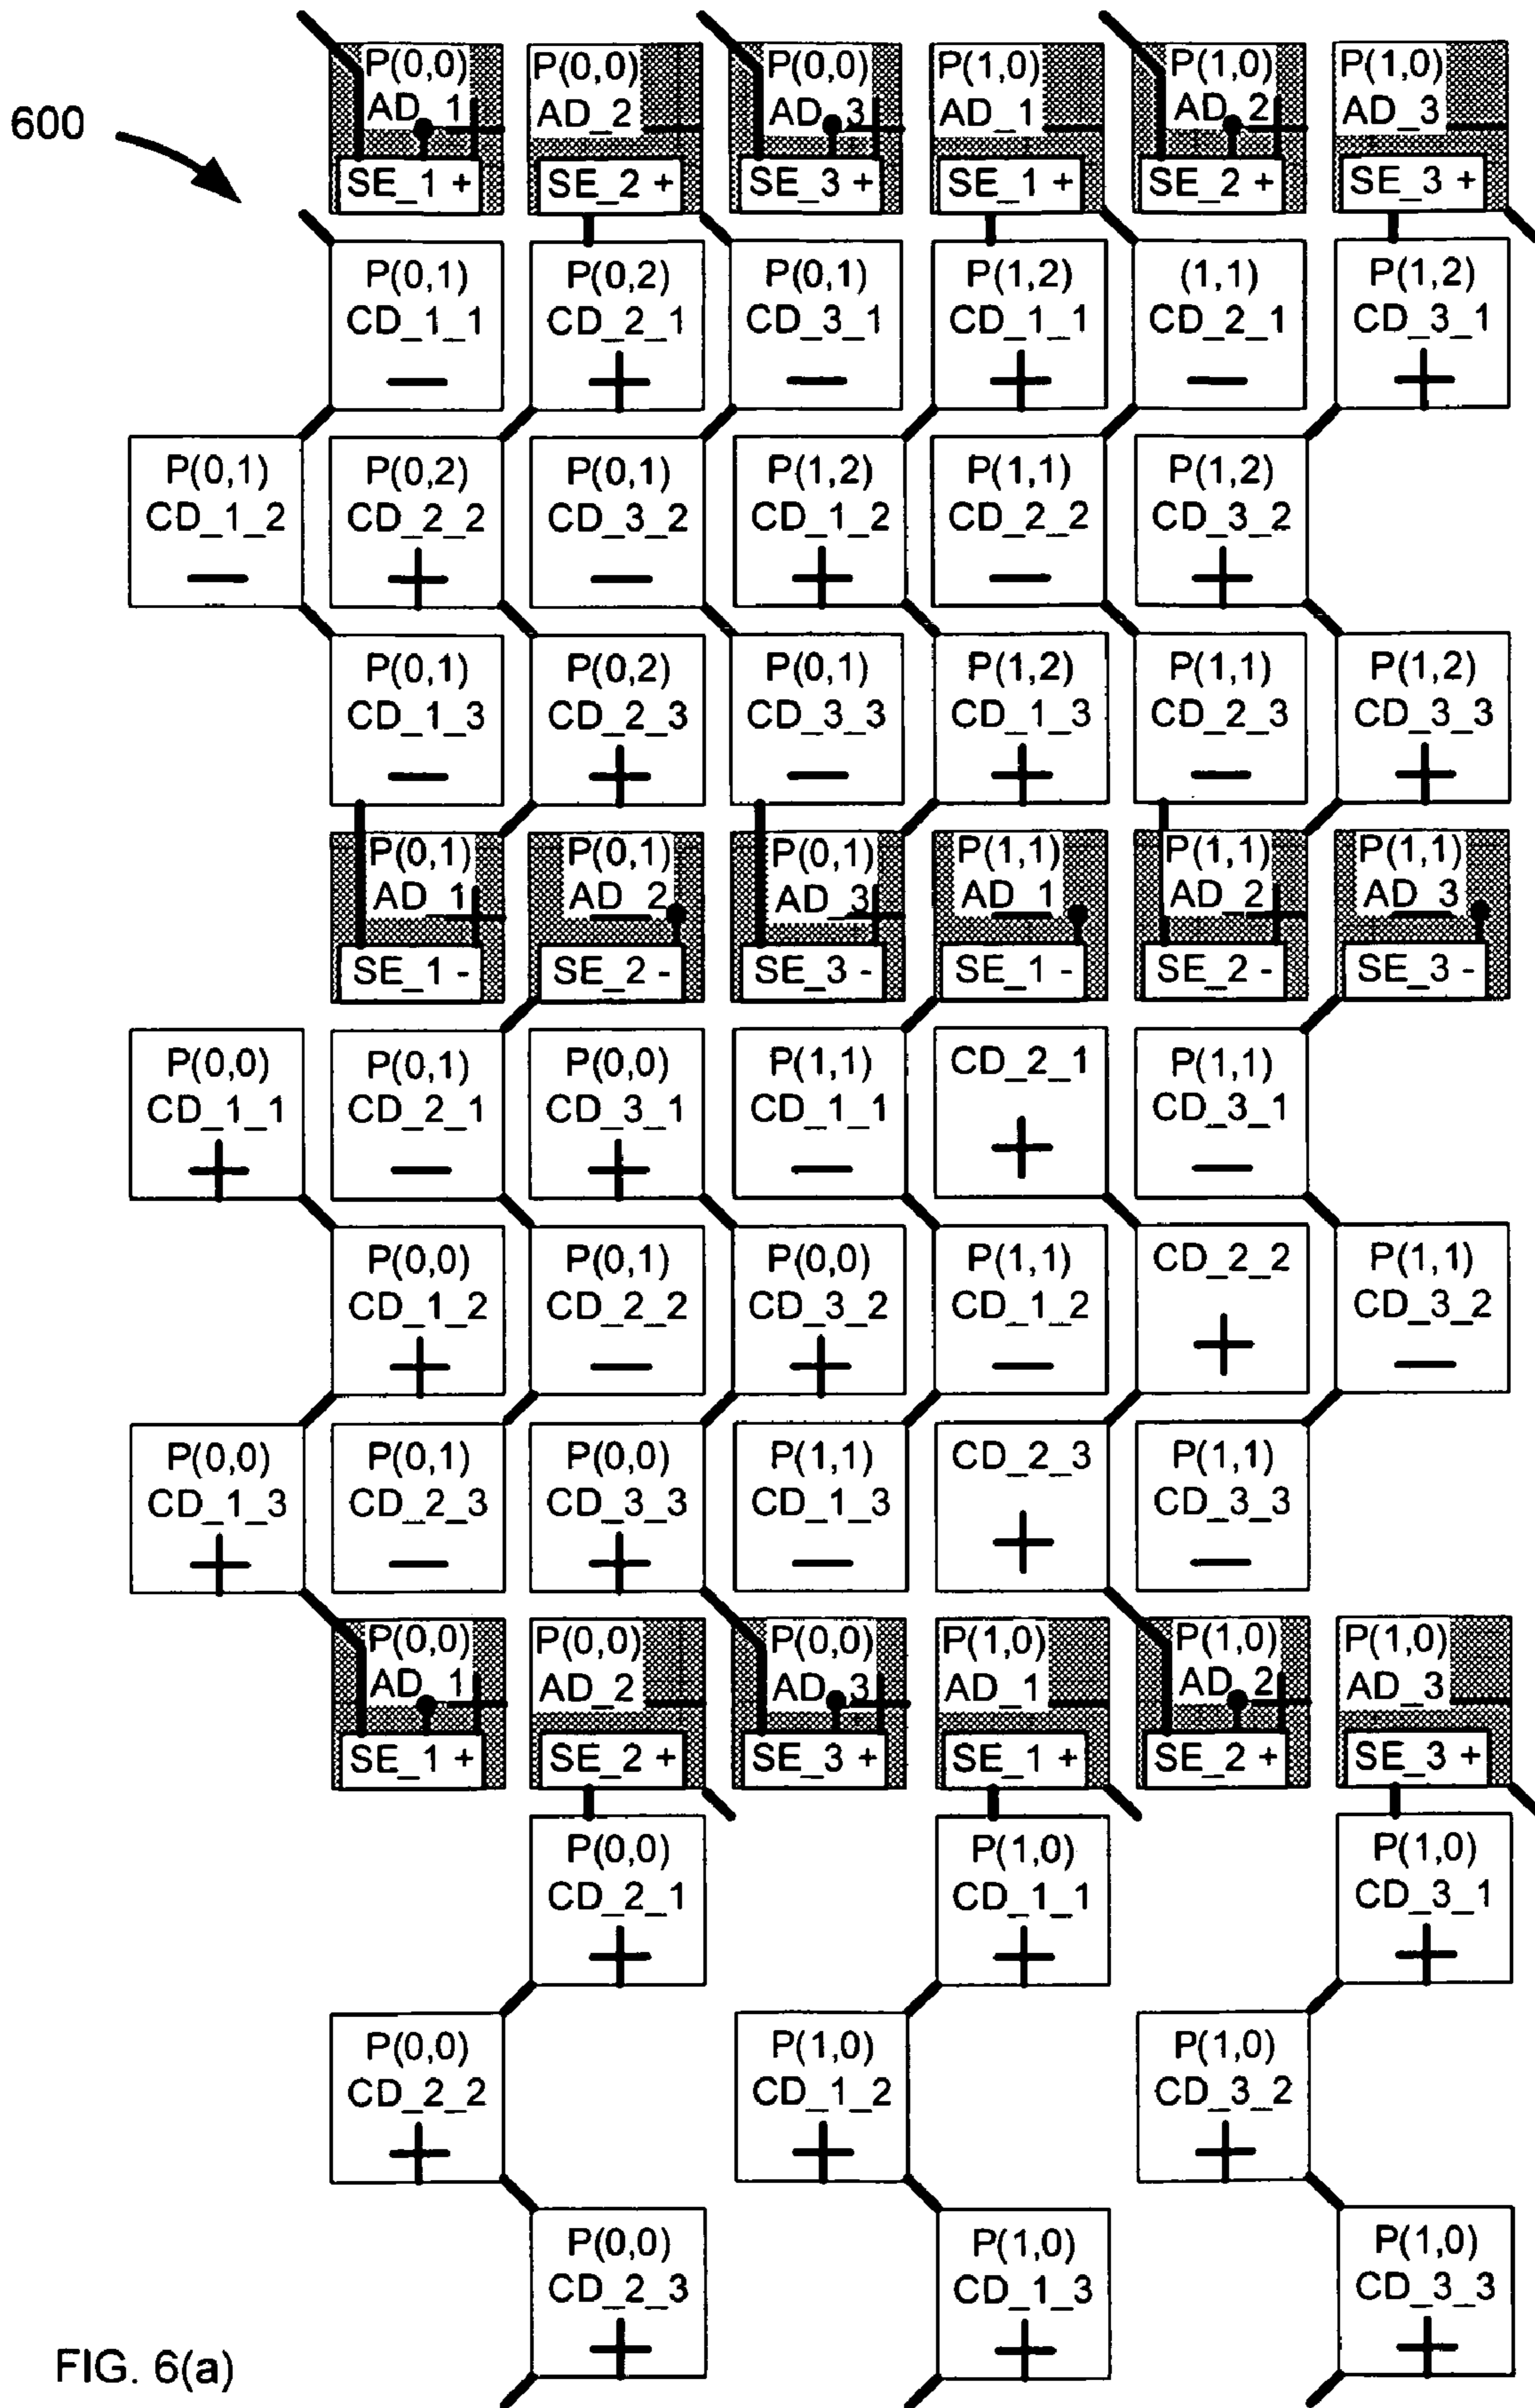 600
P(0,0) P(0,0) P(0,0) P(1,0) P(1,0) P(1,0)
AD_1 AD_2 AD_3 AD_1 AD_2 AD_3
SE_1 + SE_2 + SE_3 + SE_1 + SE_2 + SE_3 +
P(0,1) P(0,2) P(0,1) P(1,2) (1,1) P(1,2)
CD_1_1 CD_2_1 CD_3_1 CD_1_1 CD_2_1 CD_3_1
− + − + − +
P(0,1) P(0,2) P(0,1) P(1,2) P(1,1) P(1,2)
CD_1_2 CD_2_2 CD_3_2 CD_1_2 CD_2_2 CD_3_2
− + − + − +
P(0,1) P(0,2) P(0,1) P(1,2) P(1,1) P(1,2)
CD_1_3 CD_2_3 CD_3_3 CD_1_3 CD_2_3 CD_3_3
− + − + − +
P(0,1) P(0,1) P(0,1) P(1,1) P(1,1) P(1,1)
AD_1 AD_2 AD_3 AD_1 AD_2 AD_3
SE_1 - SE_2 - SE_3 - SE_1 - SE_2 - SE_3 -
P(0,0) P(0,1) P(0,0) P(1,1) CD_2_1 P(1,1)
CD_1_1 CD_2_1 CD_3_1 CD_1_1 CD_3_1
+ − + − + −
P(0,0) P(0,1) P(0,0) P(1,1) CD_2_2 P(1,1)
CD_1_2 CD_2_2 CD_3_2 CD_1_2 CD_3_2
+ − + − + −
P(0,0) P(0,1) P(0,0) P(1,1) CD_2_3 P(1,1)
CD_1_3 CD_2_3 CD_3_3 CD_1_3 CD_3_3
+ − + − + −
P(0,0) P(0,0) P(0,0) P(1,0) P(1,0) P(1,0)
AD_1 AD_2 AD_3 AD_1 AD_2 AD_3
SE_1 + SE_2 + SE_3 + SE_1 + SE_2 + SE_3 +
P(0,0) P(1,0) P(1,0)
CD_2_1 CD_1_1 CD_3_1
+ + +
P(0,0) P(1,0) P(1,0)
CD_2_2 CD_1_2 CD_3_2
+ + +
P(0,0) P(1,0) P(1,0)
CD_2_3 CD_1_3 CD_3_3
+ + +
FIG. 6(a)